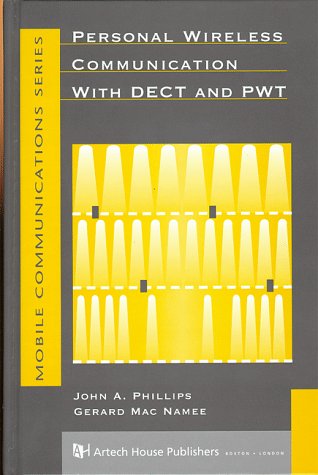 MOBILE COMMUNICATIONS SERIES
PERSONAL WIRELESS
COMMUNICATION
WITH DECT AND PWT
JOHN A. PHILLIPS
GERARD MAC NAMEE
AH Artech House Publishers
BOSTON • LONDON